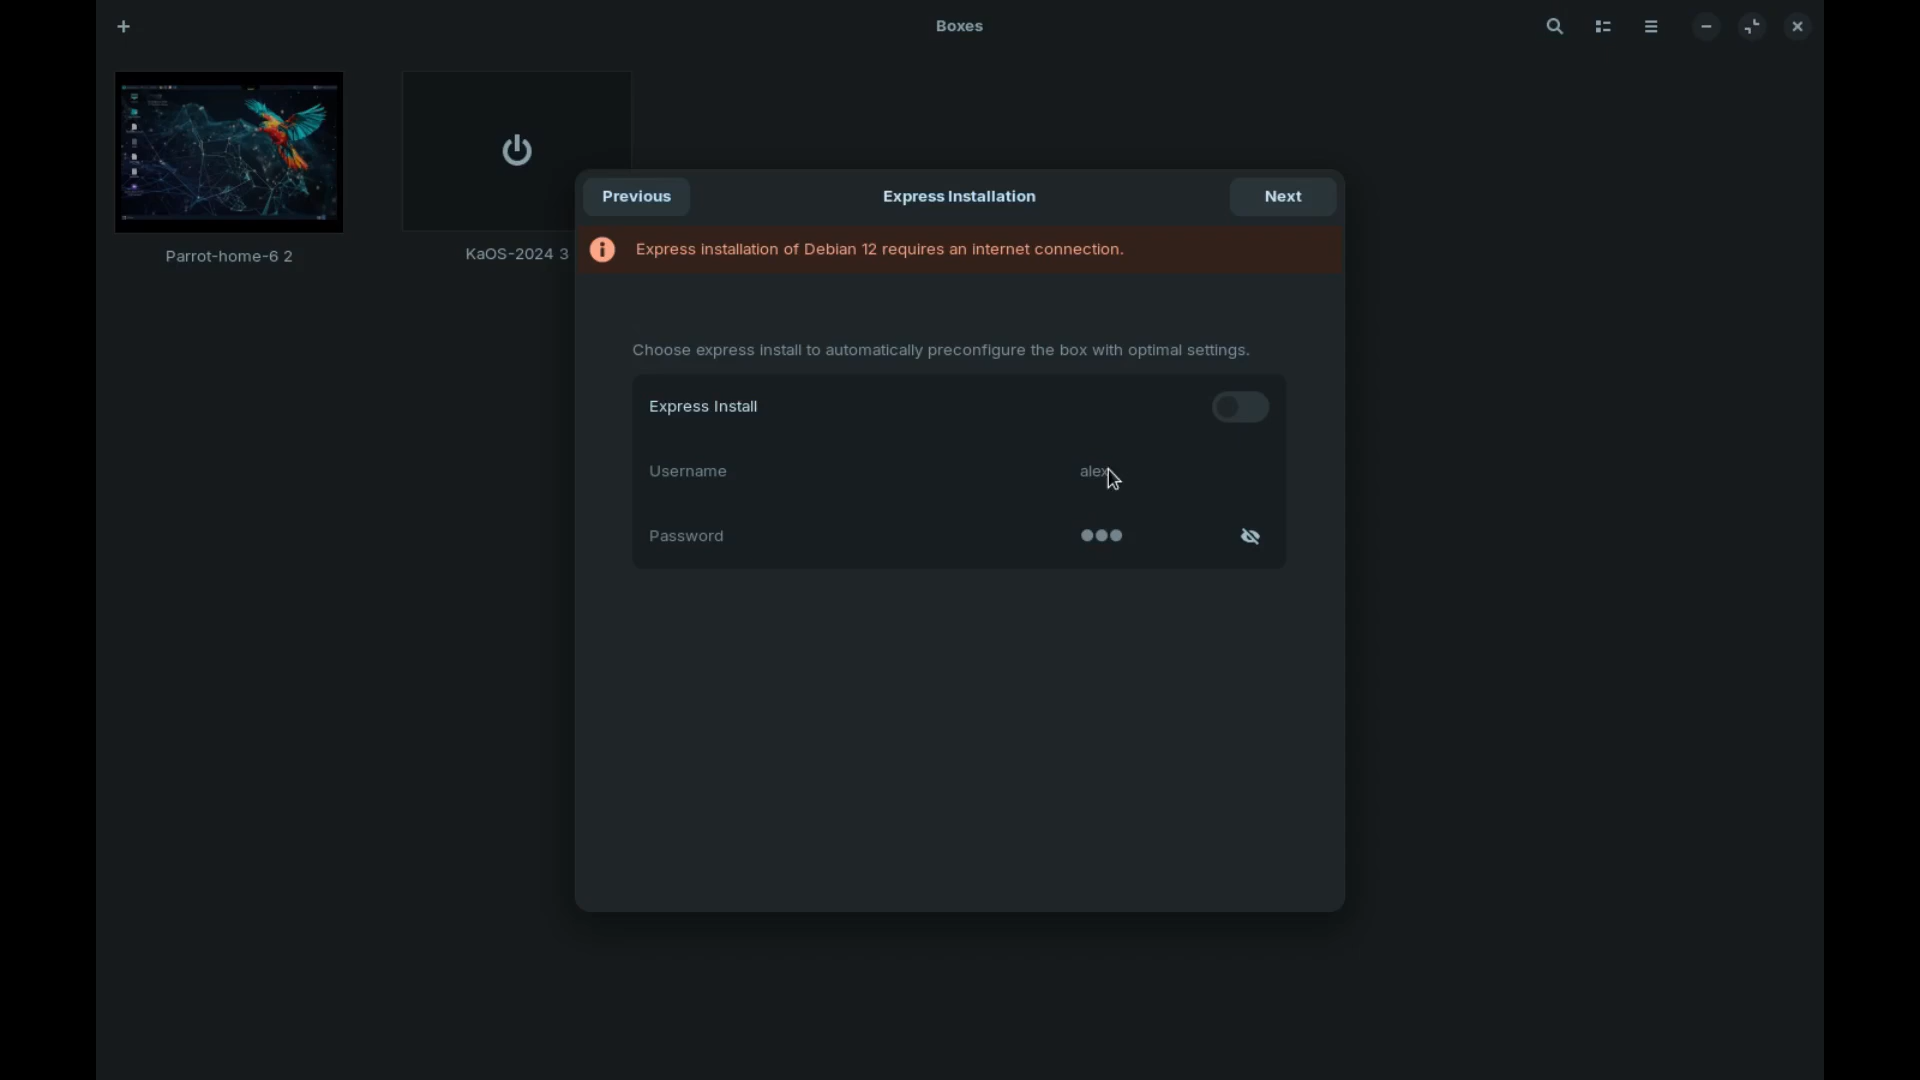 Boxes
Parrot-home-6 2
KaOS-2024 3
Previous
Express Installation
Next
Express installation of Debian 12 requires an internet connection.
Choose express install to automatically preconfigure the box with optimal settings.
Express Install
Username
alex
Password